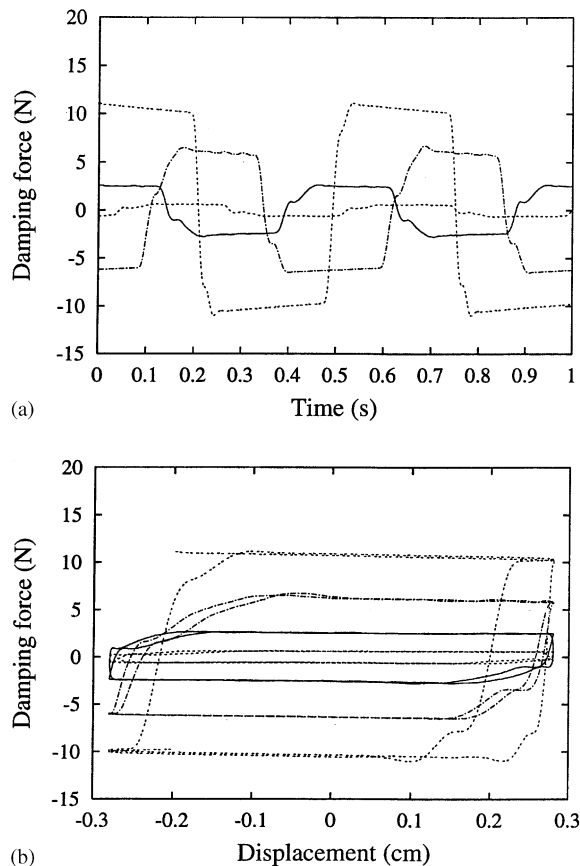 20
15
10
5
0
-5
-10
-15
Damping force (N)
0 0.1 0.2 0.3 0.4 0.5 0.6 0.7 0.8 0.9 1
(a)
Time (s)
20
15
10
5
0
-5
-10
-15
Damping force (N)
-0.3 -0.2 -0.1 0 0.1 0.2 0.3
(b)
Displacement (cm)